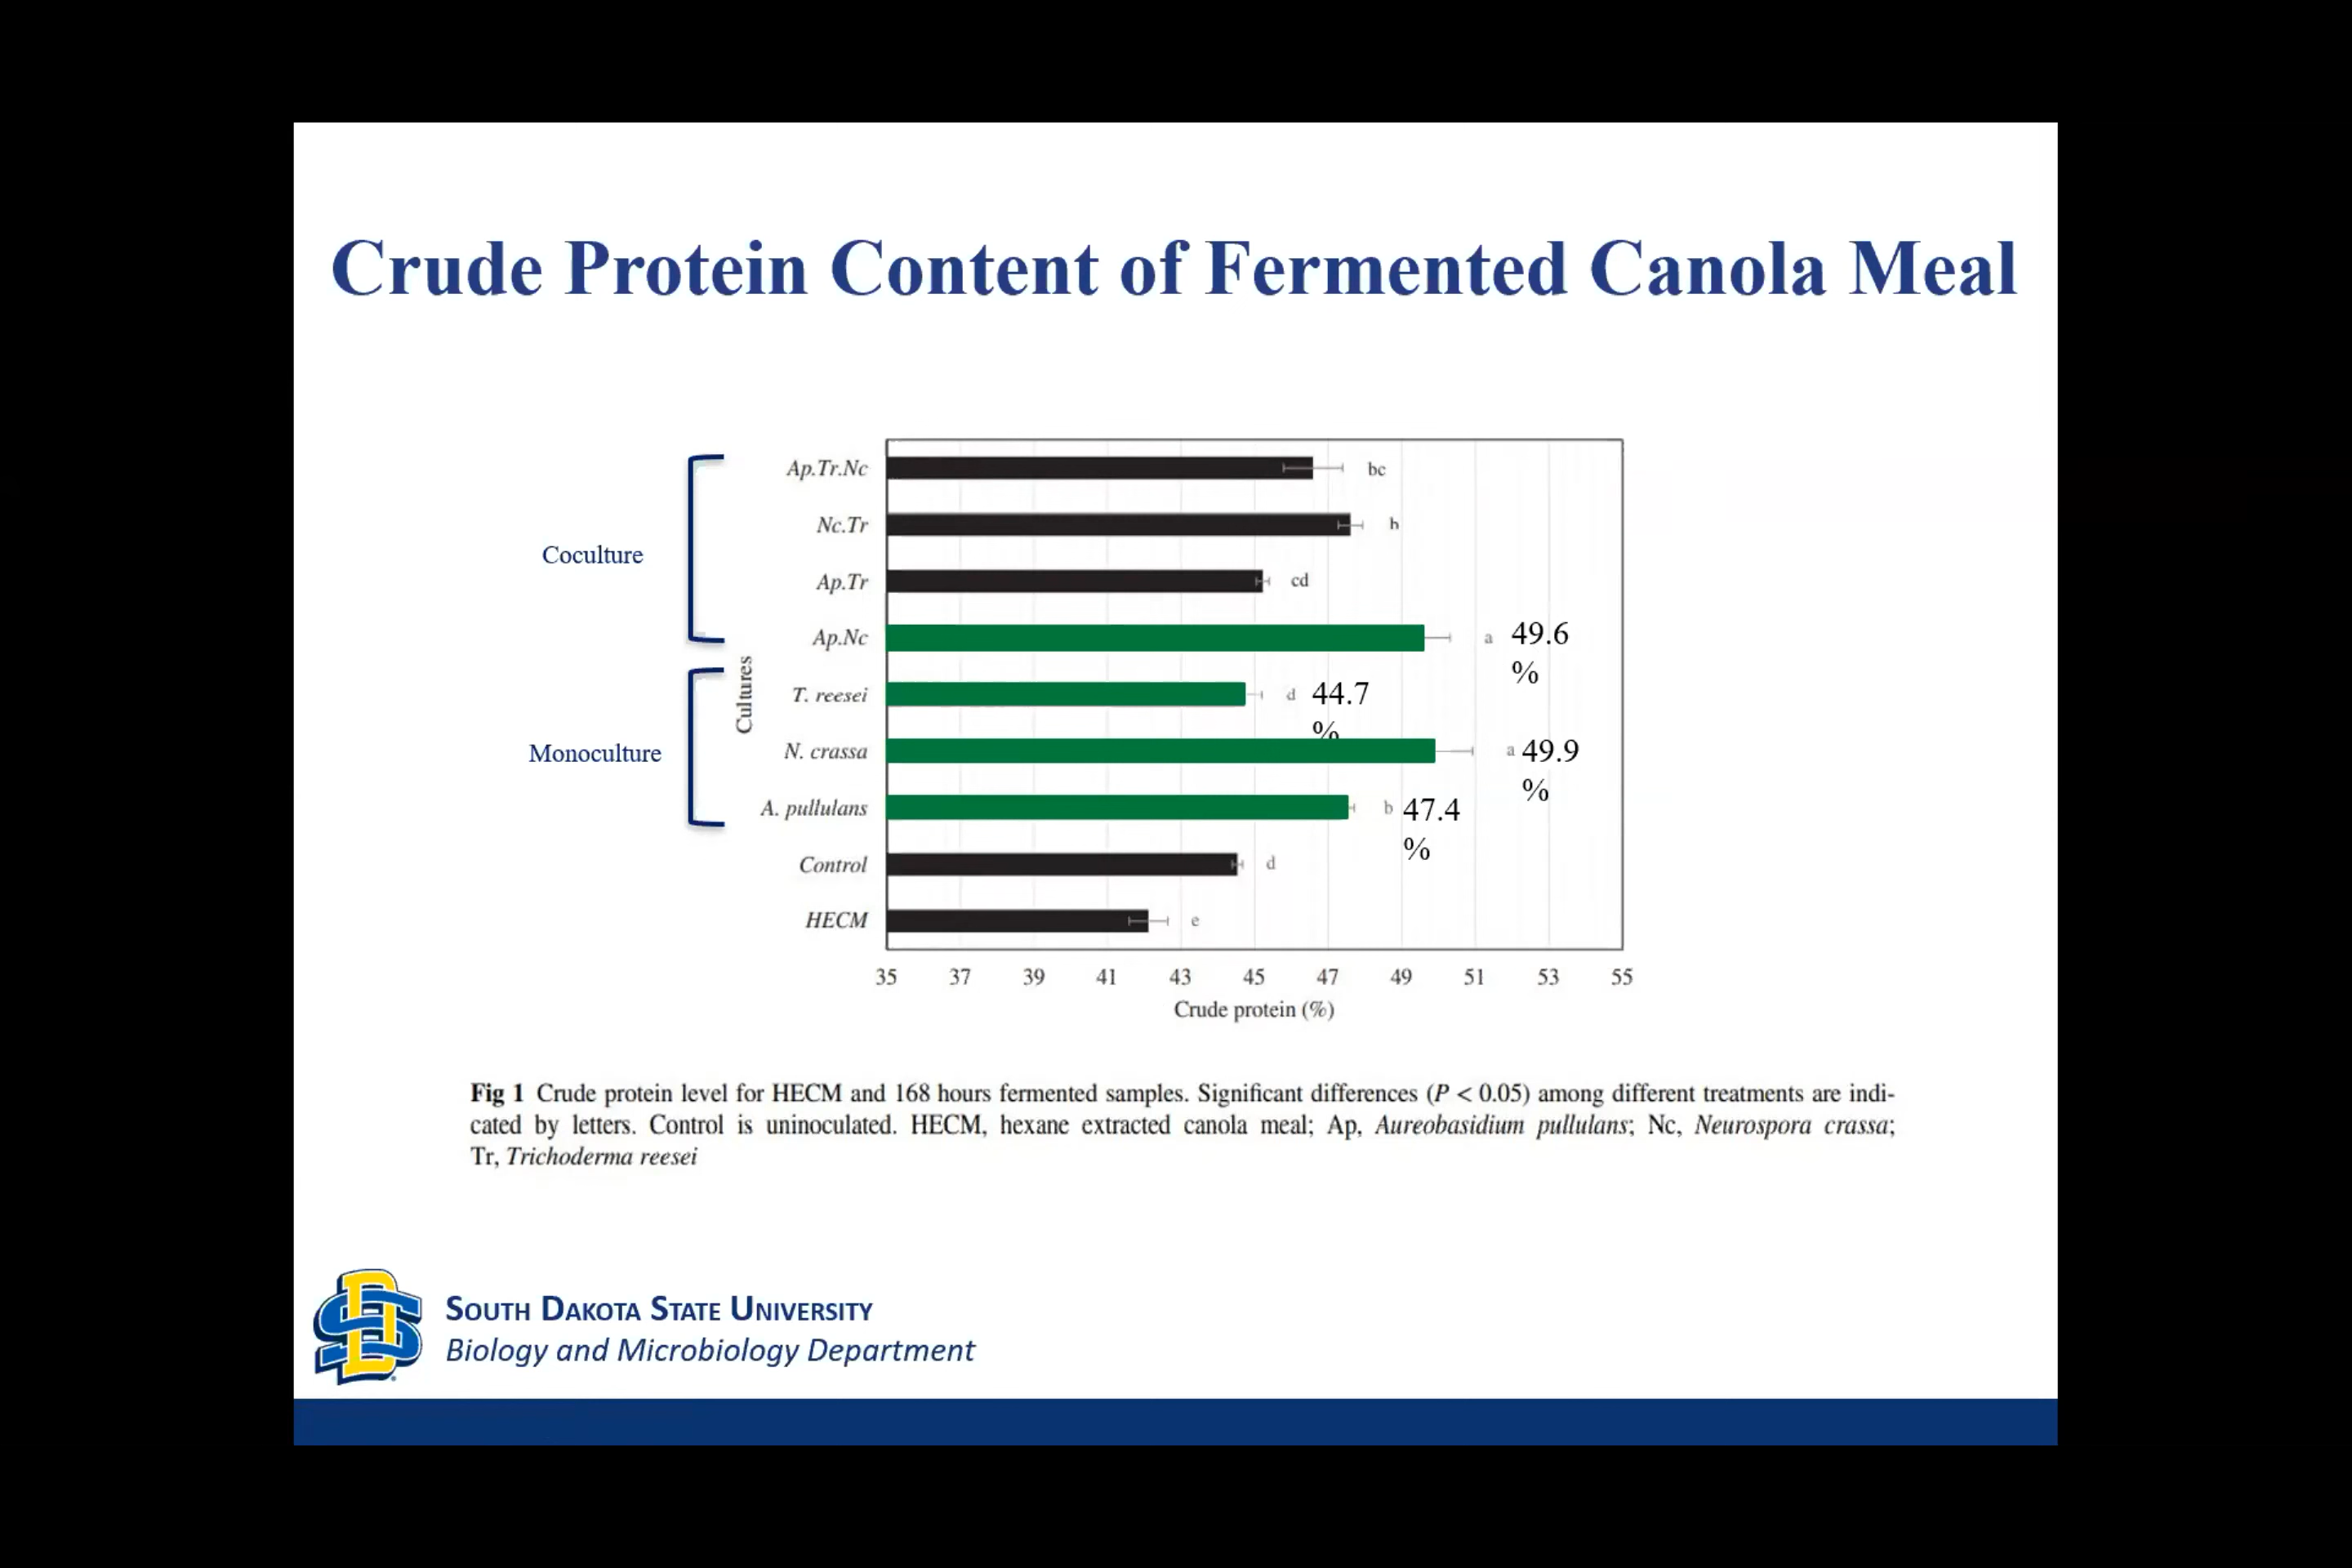 Crude Protein Content of Fermented Canola Meal
Coculture
Monoculture
Cultures
Ap.Tr.Nc
bc
Nc.Tr
b
Ap.Tr
cd
Ap.Nc
a
49.6
%
T. reesei
d
44.7
%
N. crassa
a
49.9
%
A. pullulans
b
47.4
%
Control
d
HECM
e
35 37 39 41 43 45 47 49 51 53 55
Crude protein (%)
Fig 1 Crude protein level for HECM and 168 hours fermented samples. Significant differences (P < 0.05) among different treatments are indi-
cated by letters. Control is uninoculated. HECM, hexane extracted canola meal; Ap, Aureobasidium pullulans; Nc, Neurospora crassa;
Tr, Trichoderma reesei
SOUTH DAKOTA STATE UNIVERSITY
Biology and Microbiology Department